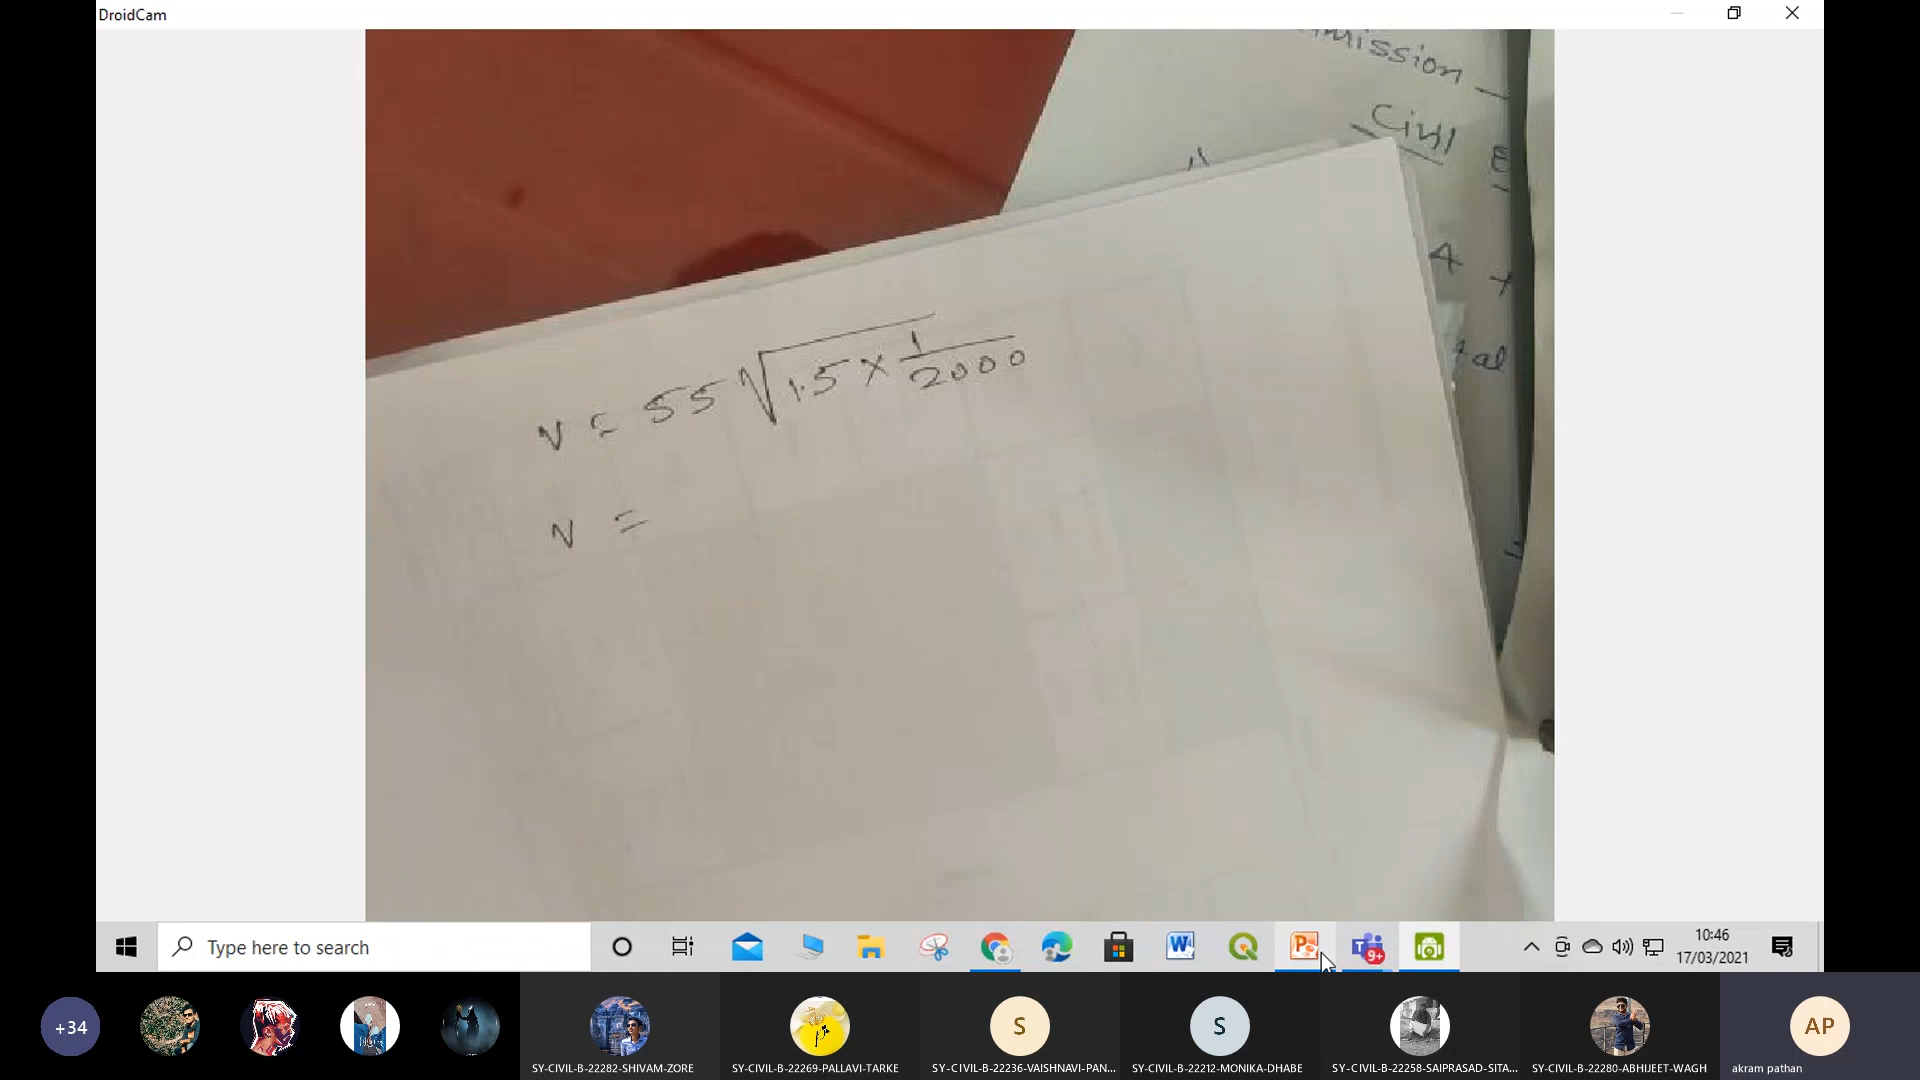 DroidCam
mission -
Civil E
A +
tal
V = 55 √1.5 × 1/2000
V =
Type here to search
9+
10:46
17/03/2021
+34
S
S
AP
SY-CIVIL-B-22282-SHIVAM-ZORE
SY-CIVIL-B-22269-PALLAVI-TARKE
SY-CIVIL-B-22236-VAISHNAVI-PAN...
SY-CIVIL-B-22212-MONIKA-DHABE
SY-CIVIL-B-22258-SAIPRASAD-SITA...
SY-CIVIL-B-22280-ABHIJEET-WAGH
akram pathan